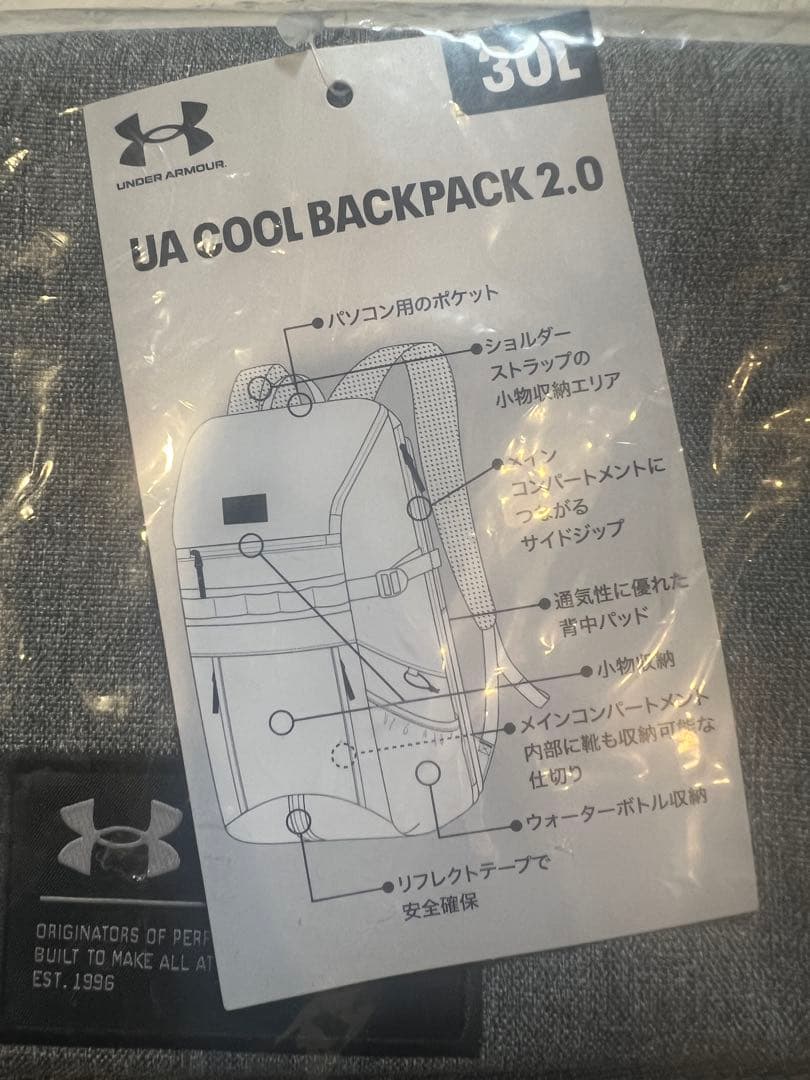 30L
UNDER ARMOUR.
UA COOL BACKPACK 2.0
パソコン用のポケット
ショルダー
ストラップの
小物収納エリア
メイン
コンパートメントに
つながる
サイドジップ
通気性に優れた
背中パッド
小物収納
メインコンパートメント
内部に靴も収納可能な
仕切り
ウォーターボトル収納
リフレクトテープで
安全確保
ORIGINATORS OF PERF
BUILT TO MAKE ALL AT
EST. 1996